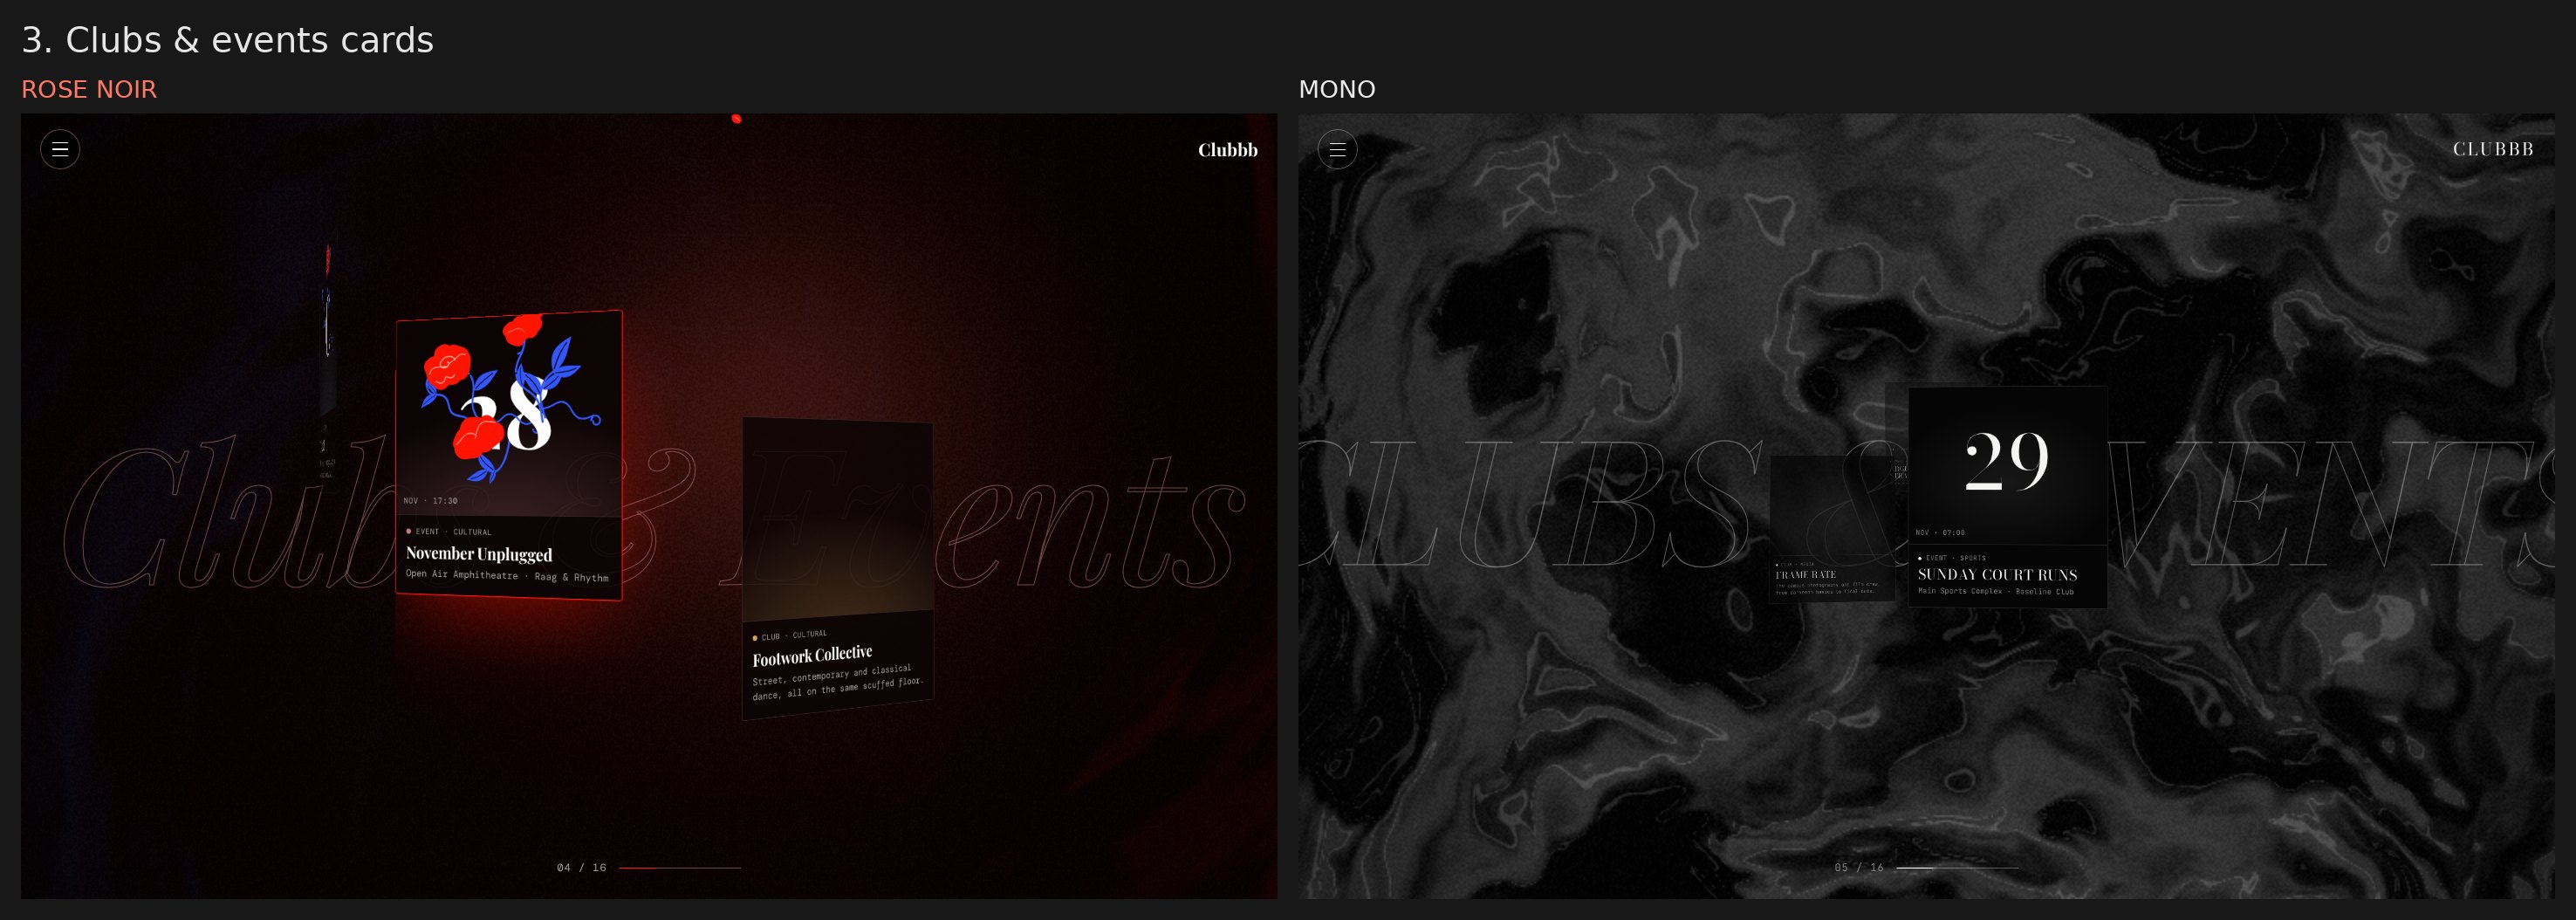 3. Clubs & events cards
ROSE NOIR
MONO
Clubbb
Clubs & Events
28
NOV · 17:30
EVENT · CULTURAL
November Unplugged
Open Air Amphitheatre · Raag & Rhythm
CLUB · CULTURAL
Footwork Collective
Street, contemporary and classical
dance, all on the same scuffed floor.
04 / 16
CLUBBB
CLUBS & EVENTS
29
NOV · 07:00
EVENT · SPORTS
SUNDAY COURT RUNS
Main Sports Complex · Baseline Club
FRAME RATE
05 / 16